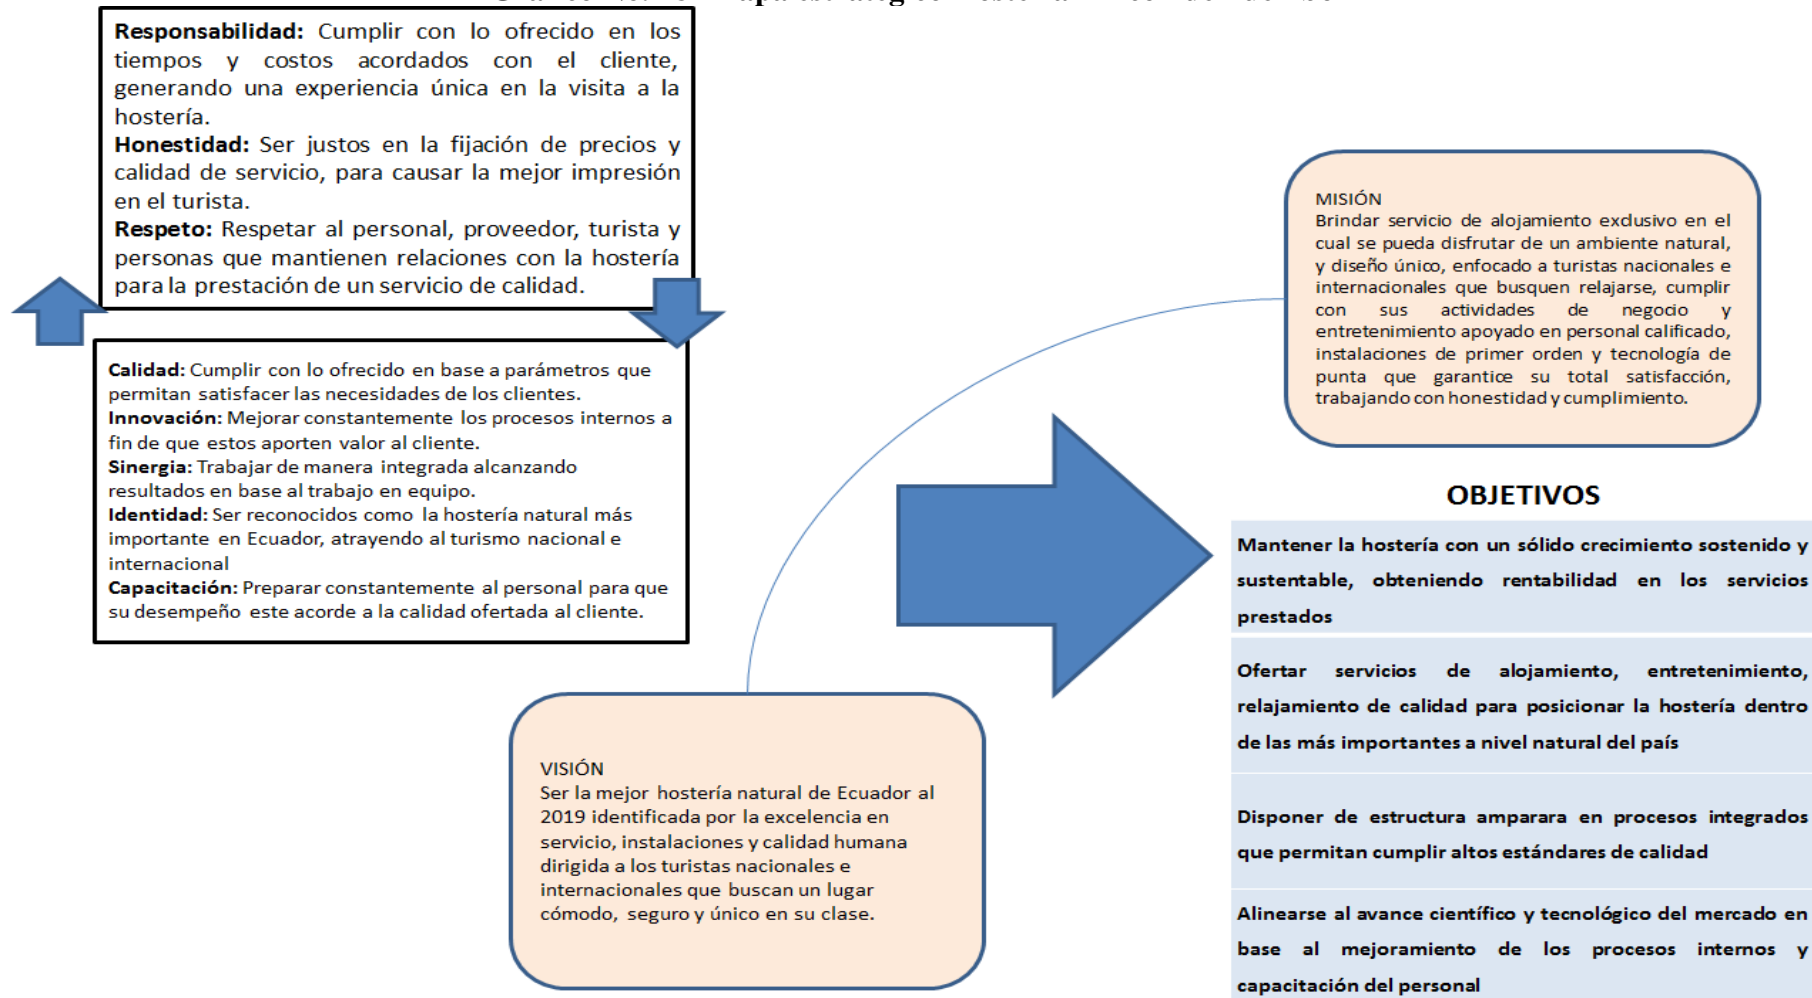 Responsabilidad: Cumplir con lo ofrecido en los
tiempos y costos acordados con el cliente,
generando una experiencia única en la visita a la
hostería.
Honestidad: Ser justos en la fijación de precios y
calidad de servicio, para causar la mejor impresión
en el turista.
Respeto: Respetar al personal, proveedor, turista y
personas que mantienen relaciones con la hostería
para la prestación de un servicio de calidad.
Calidad: Cumplir con lo ofrecido en base a parámetros que
permitan satisfacer las necesidades de los clientes.
Innovación: Mejorar constantemente los procesos internos a
fin de que estos aporten valor al cliente.
Sinergia: Trabajar de manera integrada alcanzando
resultados en base al trabajo en equipo.
Identidad: Ser reconocidos como la hostería natural más
importante en Ecuador, atrayendo al turismo nacional e
internacional
Capacitación: Preparar constantemente al personal para que
su desempeño este acorde a la calidad ofertada al cliente.
VISIÓN
Ser la mejor hostería natural de Ecuador al
2019 identificada por la excelencia en
servicio, instalaciones y calidad humana
dirigida a los turistas nacionales e
internacionales que buscan un lugar
cómodo, seguro y único en su clase.
MISIÓN
Brindar servicio de alojamiento exclusivo en el
cual se pueda disfrutar de un ambiente natural,
y diseño único, enfocado a turistas nacionales e
internacionales que busquen relajarse, cumplir
con sus actividades de negocio y
entretenimiento apoyado en personal calificado,
instalaciones de primer orden y tecnología de
punta que garantice su total satisfacción,
trabajando con honestidad y cumplimiento.
OBJETIVOS
Mantener la hostería con un sólido crecimiento sostenido y
sustentable, obteniendo rentabilidad en los servicios
prestados
Ofertar servicios de alojamiento, entretenimiento,
relajamiento de calidad para posicionar la hostería dentro
de las más importantes a nivel natural del país
Disponer de estructura amparara en procesos integrados
que permitan cumplir altos estándares de calidad
Alinearse al avance científico y tecnológico del mercado en
base al mejoramiento de los procesos internos y
capacitación del personal